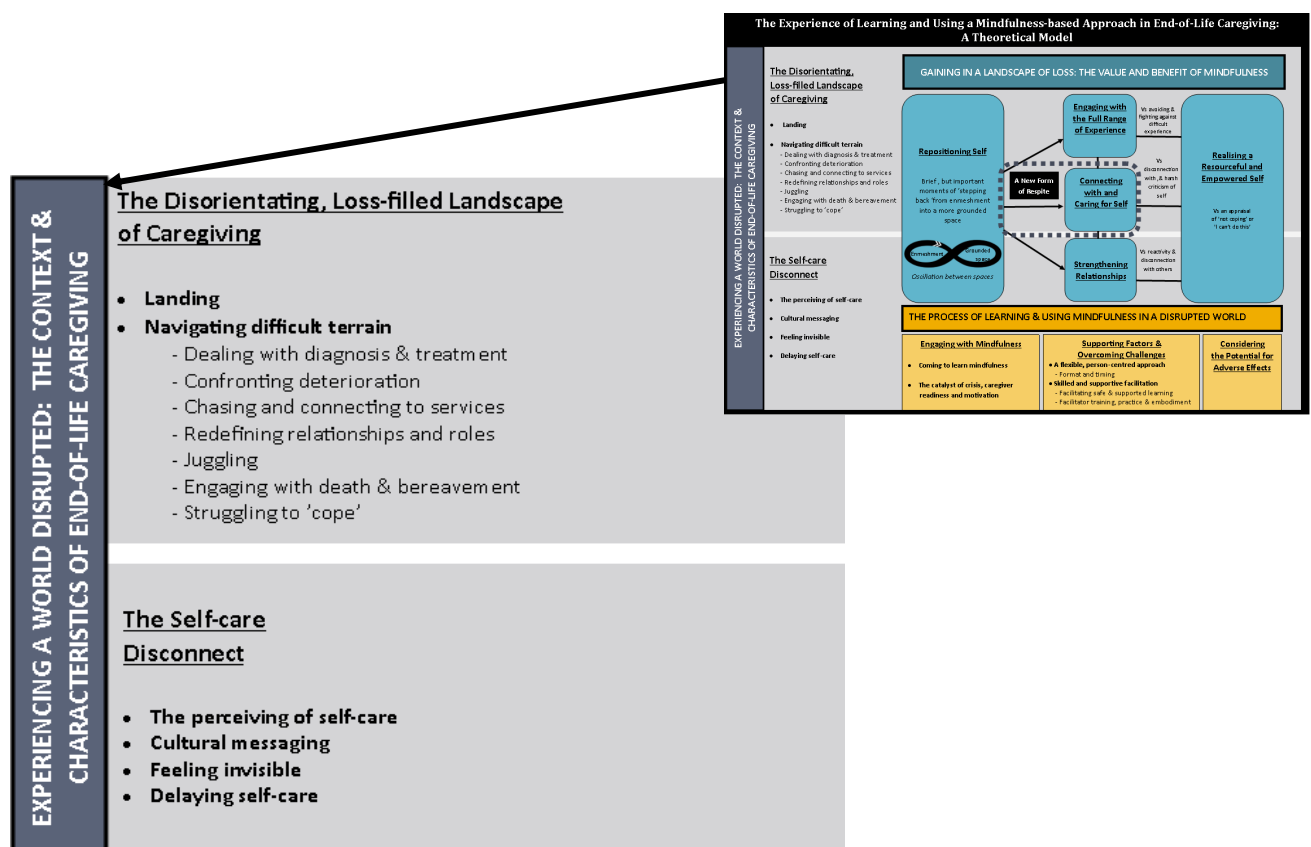 The Experience of Learning and Using a Mindfulness-based Approach in End-of-Life Caregiving:
A Theoretical Model
EXPERIENCING A WORLD DISRUPTED: THE CONTEXT &
CHARACTERISTICS OF END-OF-LIFE CAREGIVING
The Disorientating,
Loss-filled Landscape
of Caregiving
• Landing
• Navigating difficult terrain
- Dealing with diagnosis & treatment
- Confronting deterioration
- Chasing and connecting to services
- Redefining relationships and roles
- Juggling
- Engaging with death & bereavement
- Struggling to 'cope'
The Self-care
Disconnect
• The perceiving of self-care
• Cultural messaging
• Feeling invisible
• Delaying self-care
GAINING IN A LANDSCAPE OF LOSS: THE VALUE AND BENEFIT OF MINDFULNESS
Repositioning Self
Brief, but important
moments of 'stepping
back' from enmeshment
into a more grounded
space
Enmeshment
Grounded
space
Oscillation between spaces
A New Form
of Respite
Engaging with
the Full Range
of Experience
Connecting
with and
Caring for Self
Strengthening
Relationships
Vs avoiding &
fighting against
difficult
experience
Vs
disconnection
with, & harsh
criticism of
self
Vs reactivity &
disconnection
with others
Realising a
Resourceful and
Empowered Self
Vs an appraisal
of 'not coping' or
'I can't do this'
THE PROCESS OF LEARNING & USING MINDFULNESS IN A DISRUPTED WORLD
Engaging with Mindfulness
• Coming to learn mindfulness
• The catalyst of crisis, caregiver
readiness and motivation
Supporting Factors &
Overcoming Challenges
• A flexible, person-centred approach
- Format and timing
• Skilled and supportive facilitation
- Facilitating safe & supported learning
- Facilitator training, practice & embodiment
Considering
the Potential for
Adverse Effects
EXPERIENCING A WORLD DISRUPTED: THE CONTEXT &
CHARACTERISTICS OF END-OF-LIFE CAREGIVING
The Disorientating, Loss-filled Landscape
of Caregiving
• Landing
• Navigating difficult terrain
- Dealing with diagnosis & treatment
- Confronting deterioration
- Chasing and connecting to services
- Redefining relationships and roles
- Juggling
- Engaging with death & bereavement
- Struggling to 'cope'
The Self-care
Disconnect
• The perceiving of self-care
• Cultural messaging
• Feeling invisible
• Delaying self-care